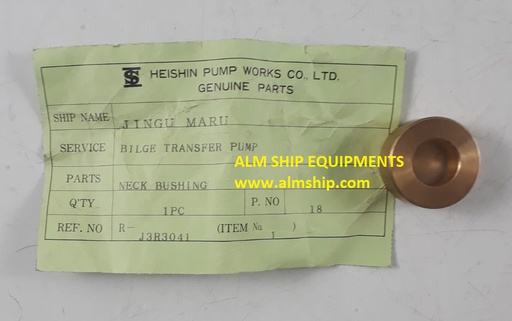 HEISHIN PUMP WORKS CO., LTD.
GENUINE PARTS
SHIP NAME JINGU MARU
SERVICE BILGE TRANSFER PUMP
ALM SHIP EQUIPMENTS
www.almship.com
PARTS NECK BUSHING
Q'TY 1PC P. NO 18
REF. NO R-J3R3041 (ITEM No. 1 )